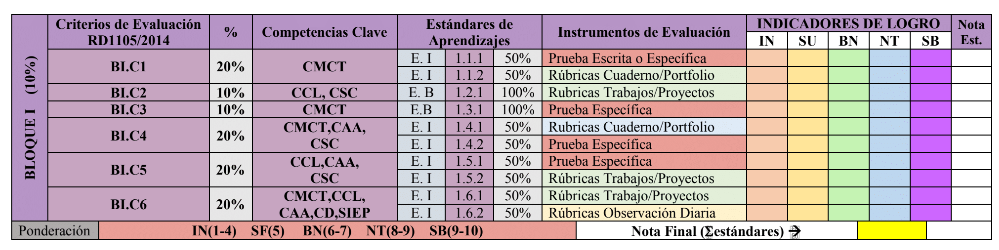 Criterios de Evaluación RD1105/2014 % Competencias Clave Estándares de Aprendizajes Instrumentos de Evaluación INDICADORES DE LOGRO Nota Est.
IN SU BN NT SB
BLOQUE I (10%)
BI.C1 20% CMCT E. I 1.1.1 50% Prueba Escrita o Específica
E. I 1.1.2 50% Rúbricas Cuaderno/Portfolio
BI.C2 10% CCL, CSC E. B 1.2.1 100% Rúbricas Trabajos/Proyectos
BI.C3 10% CMCT E.B 1.3.1 100% Prueba Específica
BI.C4 20% CMCT,CAA, CSC E. I 1.4.1 50% Rubricas Cuaderno/Portfolio
E. I 1.4.2 50% Prueba Específica
BI.C5 20% CCL,CAA, CSC E. I 1.5.1 50% Prueba Específica
E. I 1.5.2 50% Rúbricas Trabajos/Proyectos
BI.C6 20% CMCT,CCL, CAA,CD,SIEP E. I 1.6.1 50% Rúbricas Trabajo/Proyectos
E. I 1.6.2 50% Rúbricas Observación Diaria
Ponderación IN(1-4) SF(5) BN(6-7) NT(8-9) SB(9-10) Nota Final (Σestándares) →